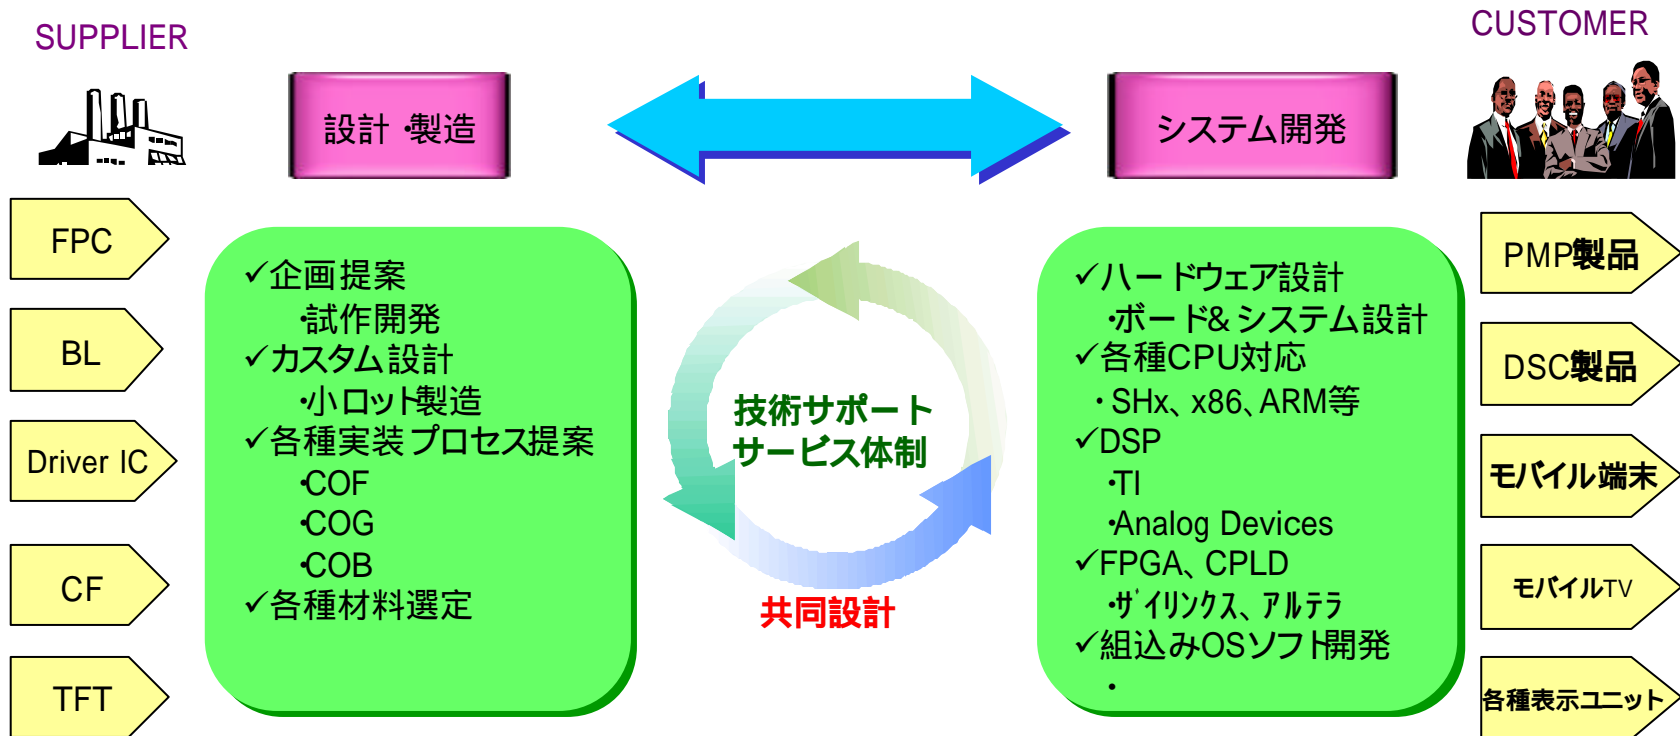 SUPPLIER
設計・製造
システム開発
CUSTOMER
FPC
BL
Driver IC
CF
TFT
✓企画提案
・試作開発
✓カスタム設計
・小ロット製造
✓各種実装プロセス提案
・COF
・COG
・COB
✓各種材料選定
技術サポート
サービス体制
共同設計
✓ハードウェア設計
・ボード&システム設計
✓各種CPU対応
・SHx、x86、ARM等
✓DSP
・TI
・Analog Devices
✓FPGA、CPLD
・ザイリンクス、アルテラ
✓組込みOSソフト開発
・
PMP製品
DSC製品
モバイル端末
モバイルTV
各種表示ユニット